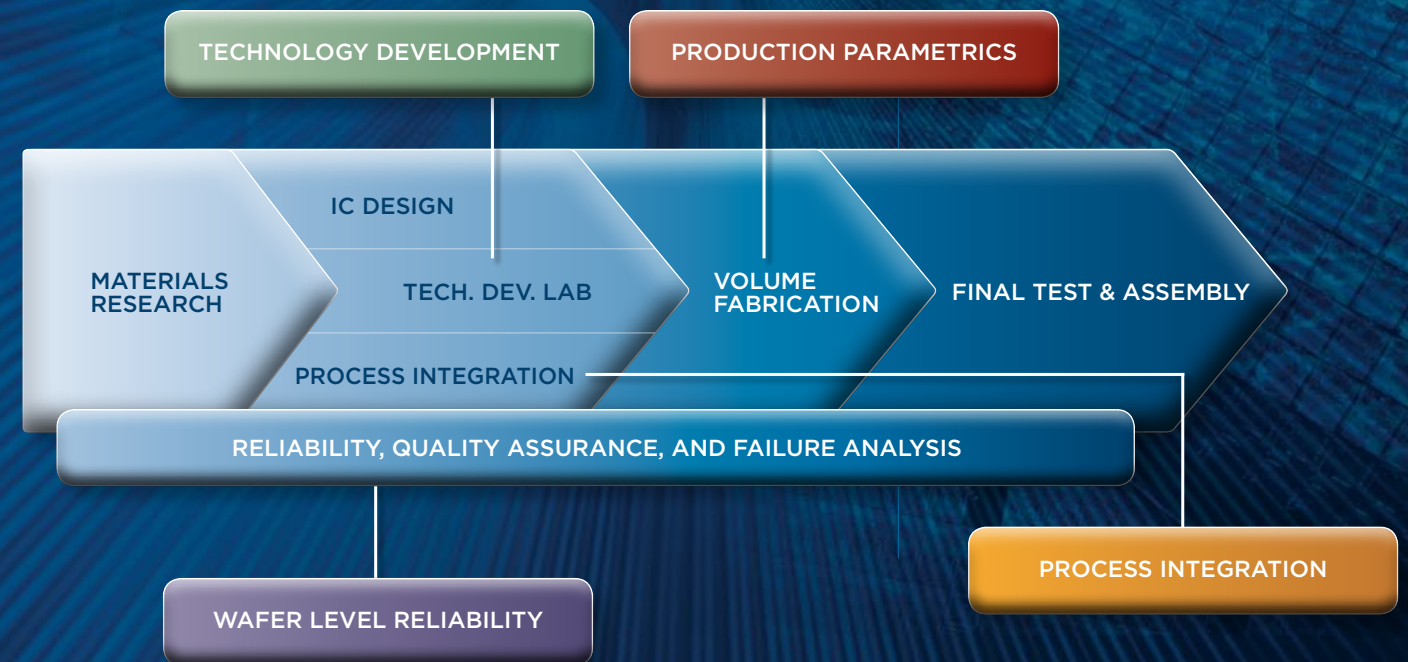 TECHNOLOGY DEVELOPMENT
PRODUCTION PARAMETRICS
IC DESIGN
MATERIALS
RESEARCH
TECH. DEV. LAB
VOLUME
FABRICATION
FINAL TEST & ASSEMBLY
PROCESS INTEGRATION
RELIABILITY, QUALITY ASSURANCE, AND FAILURE ANALYSIS
PROCESS INTEGRATION
WAFER LEVEL RELIABILITY